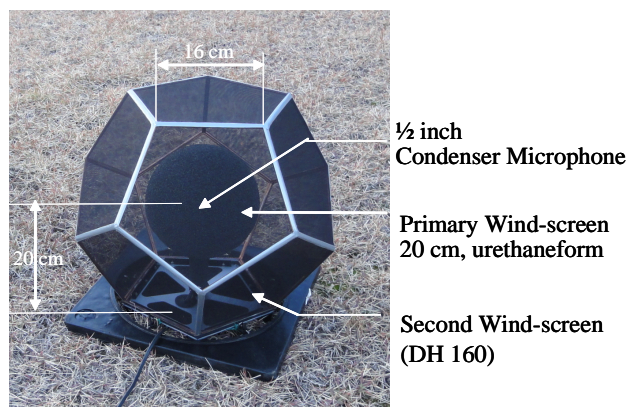 16 cm
½ inch
Condenser Microphone
Primary Wind-screen
20 cm, urethaneform
20 cm
Second Wind-screen
(DH 160)